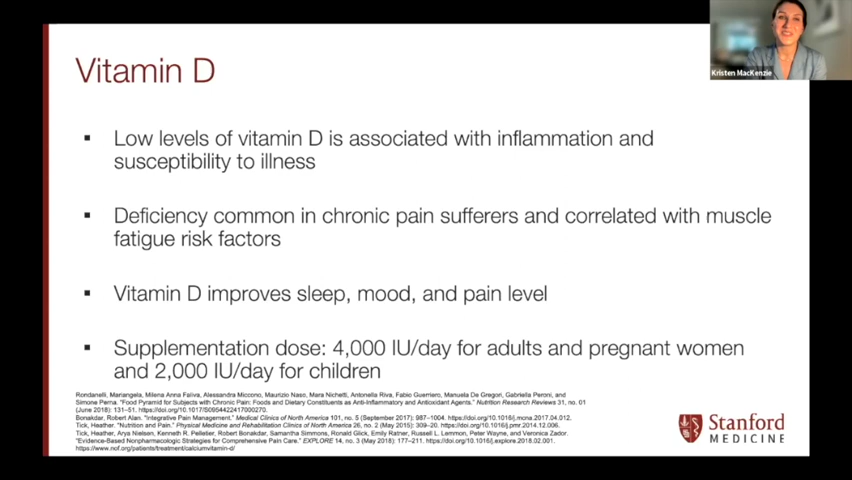 Kristen MacKenzie
Vitamin D
▪ Low levels of vitamin D is associated with inflammation and
susceptibility to illness
▪ Deficiency common in chronic pain sufferers and correlated with muscle
fatigue risk factors
▪ Vitamin D improves sleep, mood, and pain level
▪ Supplementation dose: 4,000 IU/day for adults and pregnant women
and 2,000 IU/day for children
Rondanelli, Mariangela, Milena Anna Faliva, Alessandra Miccono, Maurizio Naso, Mara Nichetti, Antonella Riva, Fabio Guerriero, Manuela De Gregori, Gabriella Peroni, and
Simone Perna. "Food Pyramid for Subjects with Chronic Pain: Foods and Dietary Constituents as Anti-Inflammatory and Antioxidant Agents." Nutrition Research Reviews 31, no. 01
(June 2018): 131–51. https://doi.org/10.1017/S0954422417000270.
Bonakdar, Robert Alan. "Integrative Pain Management." Medical Clinics of North America 101, no. 5 (September 2017): 987–1004. https://doi.org/10.1016/j.mcna.2017.04.012.
Tick, Heather. "Nutrition and Pain." Physical Medicine and Rehabilitation Clinics of North America 26, no. 2 (May 2015): 309–20. https://doi.org/10.1016/j.pmr.2014.12.006.
Tick, Heather, Arya Nielsen, Kenneth R. Pelletier, Robert Bonakdar, Samantha Simmons, Ronald Glick, Emily Ratner, Russell L. Lemmon, Peter Wayne, and Veronica Zador.
"Evidence-Based Nonpharmacologic Strategies for Comprehensive Pain Care." EXPLORE 14, no. 3 (May 2018): 177–211. https://doi.org/10.1016/j.explore.2018.02.001.
https://www.nof.org/patients/treatment/calciumvitamin-d/
Stanford
MEDICINE